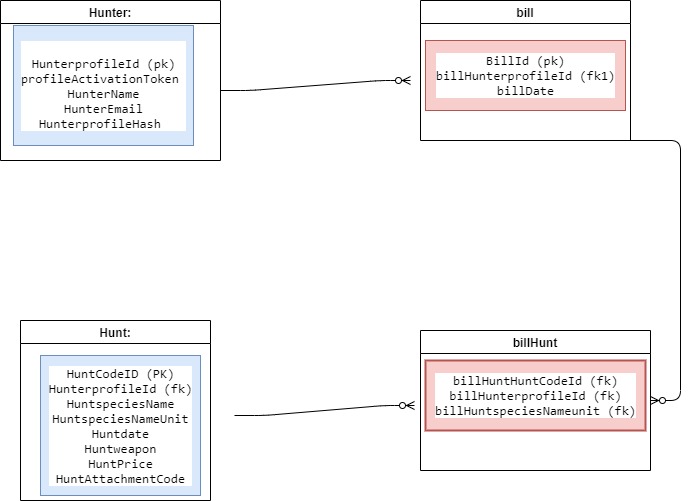 Hunter:
HunterprofileId (pk)
profileActivationToken
HunterName
HunterEmail
HunterprofileHash
bill
BillId (pk)
billHunterprofileId (fk1)
billDate
Hunt:
HuntCodeID (PK)
HunterprofileId (fk)
HuntspeciesName
HuntspeciesNameUnit
Huntdate
Huntweapon
HuntPrice
HuntAttachmentCode
billHunt
billHuntHuntCodeId (fk)
billHunterprofileId (fk)
billHuntspeciesNameunit (fk)